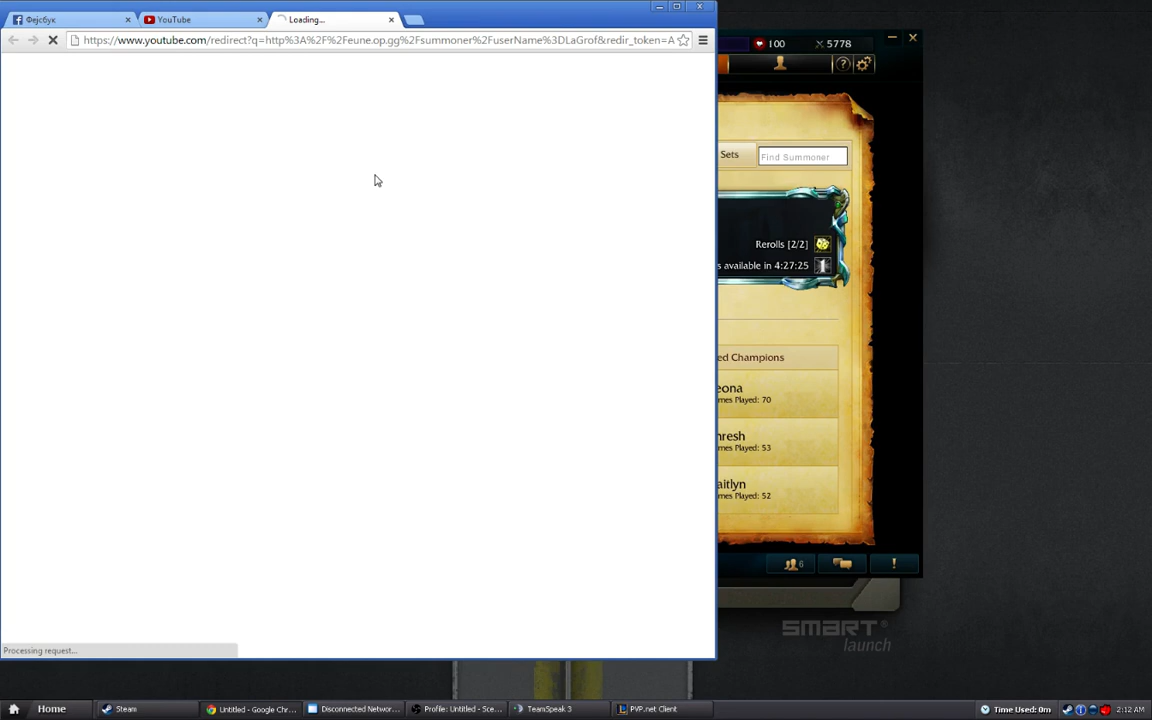 Фејсбук
YouTube
Loading...
https://www.youtube.com/redirect?q=http%3A%2F%2Feune.op.gg%2Fsummoner%2FuserName%3DLaGrof&redir_token=A
100
5778
?
Sets
Find Summoner
Rerolls [2/2]
s available in 4:27:25
ed Champions
eona
mes Played: 70
hresh
mes Played: 53
aitlyn
mes Played: 52
6
!
SMART®
launch
Processing request...
Home
Steam
Untitled - Google Chr...
Disconnected Networ...
Profile: Untitled - Sce...
TeamSpeak 3
PVP.net Client
Time Used: 0m
2:12 AM